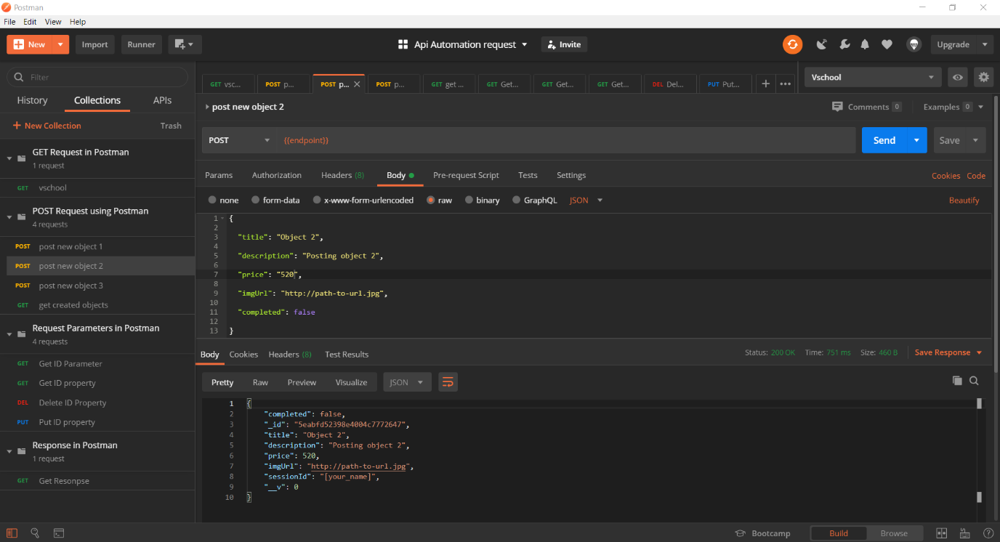 Postman
File Edit View Help
New Import Runner Api Automation request Invite Upgrade
Filter
History Collections APIs
New Collection Trash
GET Request in Postman
1 request
GET vschool
POST Request using Postman
4 requests
POST post new object 1
POST post new object 2
POST post new object 3
GET get created objects
Request Parameters in Postman
4 requests
GET Get ID Parameter
GET Get ID property
DEL Delete ID Property
PUT Put ID property
Response in Postman
1 request
GET Get Resonpse
GET vsc... POST p... POST p... POST p... GET get ... GET Get... GET Get... GET Get... DEL Del... PUT Put... Vschool
post new object 2 Comments 0 Examples 0
POST {{endpoint}} Send Save
Params Authorization Headers (8) Body Pre-request Script Tests Settings Cookies Code
none form-data x-www-form-urlencoded raw binary GraphQL JSON Beautify
1 {
2
3 "title": "Object 2",
4
5 "description": "Posting object 2",
6
7 "price": "520",
8
9 "imgUrl": "http://path-to-url.jpg",
10
11 "completed": false
12
13 }
Body Cookies Headers (8) Test Results Status: 200 OK Time: 751 ms Size: 460 B Save Response
Pretty Raw Preview Visualize JSON
1 {
2 "completed": false,
3 "_id": "5eabfd52398e4004c7772647",
4 "title": "Object 2",
5 "description": "Posting object 2",
6 "price": 520,
7 "imgUrl": "http://path-to-url.jpg",
8 "sessionId": "[your_name]",
9 "__v": 0
10 }
Bootcamp Build Browse